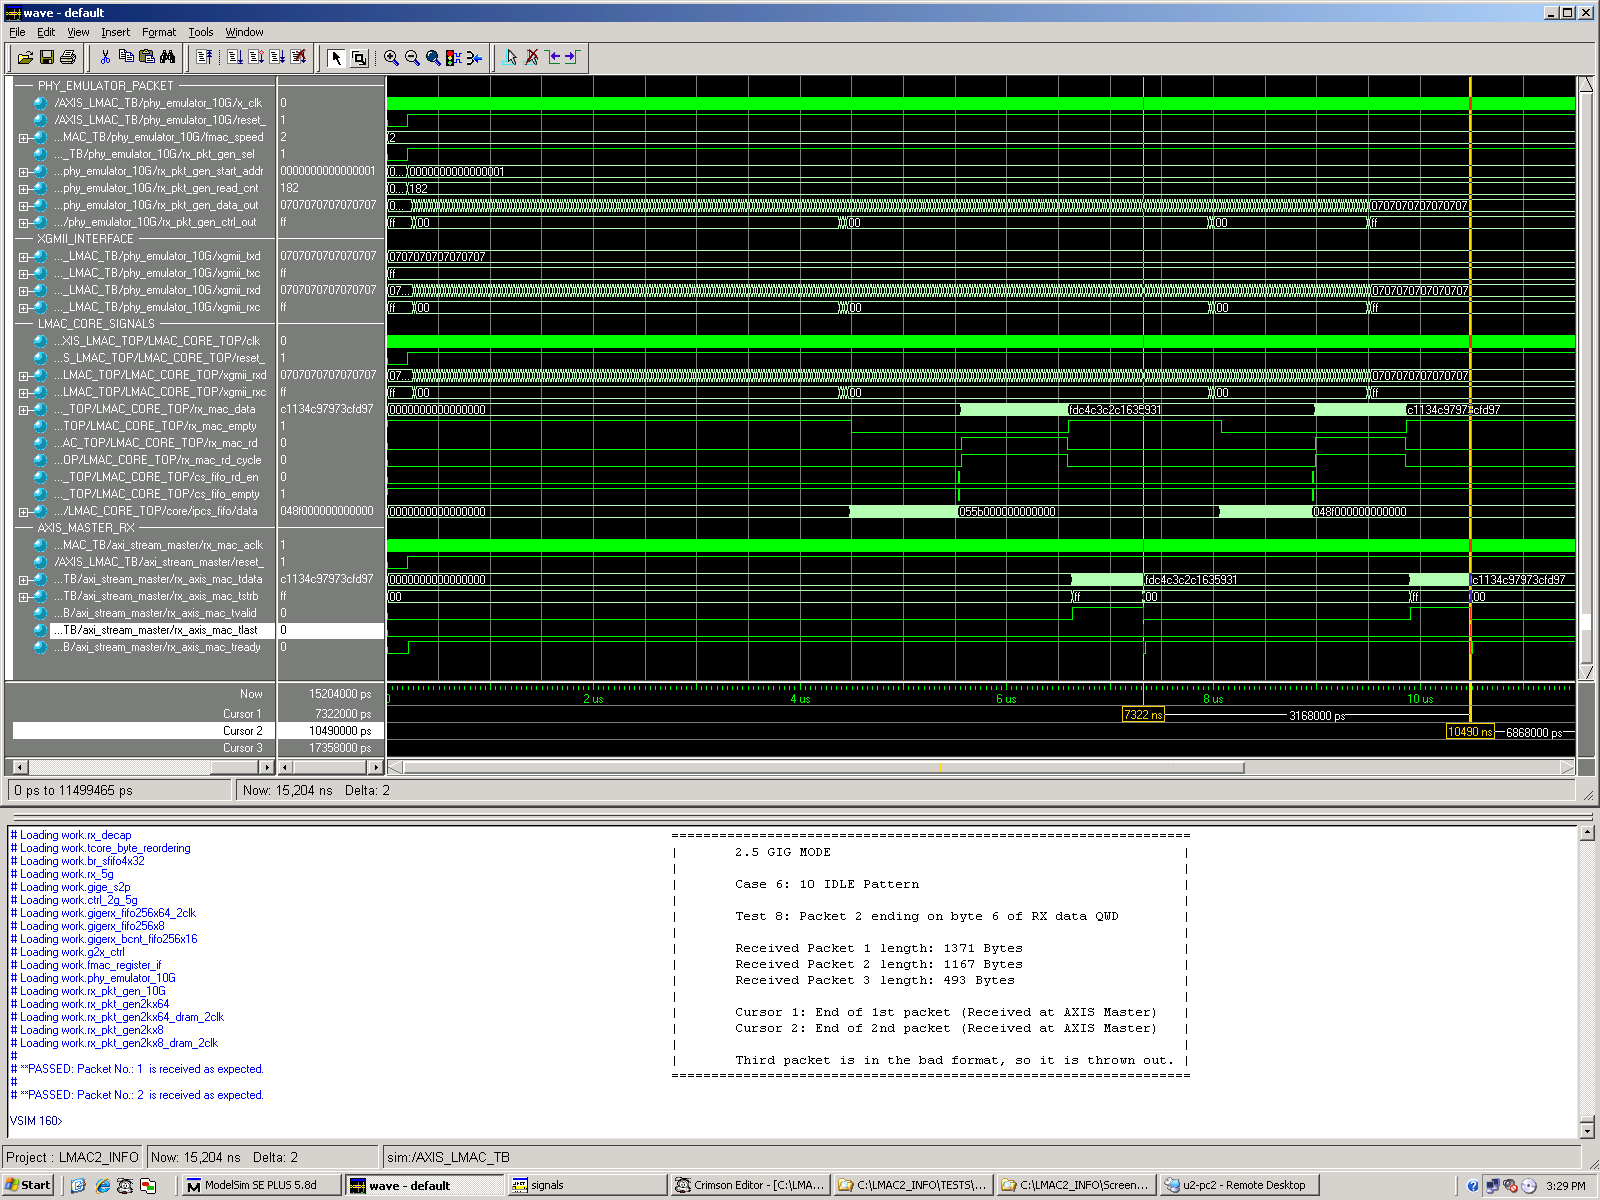 wave - default
File Edit View Insert Format Tools Window
PHY_EMULATOR_PACKET
/AXIS_LMAC_TB/phy_emulator_10G/x_clk 0
/AXIS_LMAC_TB/phy_emulator_10G/reset_ 1
...MAC_TB/phy_emulator_10G/fmac_speed 2 2
..._TB/phy_emulator_10G/rx_pkt_gen_sel 1
...phy_emulator_10G/rx_pkt_gen_start_addr 0000000000000001 0... 0000000000000001
...phy_emulator_10G/rx_pkt_gen_read_cnt 182 0... 182
...phy_emulator_10G/rx_pkt_gen_data_out 0707070707070707 0... 0707070707070707
.../phy_emulator_10G/rx_pkt_gen_ctrl_out ff ff 00 00 00 ff
XGMII_INTERFACE
..._LMAC_TB/phy_emulator_10G/xgmii_txd 0707070707070707 0707070707070707
..._LMAC_TB/phy_emulator_10G/xgmii_txc ff ff
..._LMAC_TB/phy_emulator_10G/xgmii_rxd 0707070707070707 07... 0707070707070707
..._LMAC_TB/phy_emulator_10G/xgmii_rxc ff ff 00 00 00 ff
LMAC_CORE_SIGNALS
...XIS_LMAC_TOP/LMAC_CORE_TOP/clk 0
...S_LMAC_TOP/LMAC_CORE_TOP/reset_ 1
...LMAC_TOP/LMAC_CORE_TOP/xgmii_rxd 0707070707070707 07... 0707070707070707
...LMAC_TOP/LMAC_CORE_TOP/xgmii_rxc ff ff 00 00 00 ff
..._TOP/LMAC_CORE_TOP/rx_mac_data c1134c97973cfd97 0000000000000000 fdc4c3c2c1635931 c1134c97973cfd97
...TOP/LMAC_CORE_TOP/rx_mac_empty 1
...AC_TOP/LMAC_CORE_TOP/rx_mac_rd 0
...OP/LMAC_CORE_TOP/rx_mac_rd_cycle 0
..._TOP/LMAC_CORE_TOP/cs_fifo_rd_en 0
..._TOP/LMAC_CORE_TOP/cs_fifo_empty 1
.../LMAC_CORE_TOP/core/ipcs_fifo/data 048f000000000000 0000000000000000 055b000000000000 048f000000000000
AXIS_MASTER_RX
...MAC_TB/axi_stream_master/rx_mac_aclk 1
/AXIS_LMAC_TB/axi_stream_master/reset_ 1
...TB/axi_stream_master/rx_axis_mac_tdata c1134c97973cfd97 0000000000000000 fdc4c3c2c1635931 c1134c97973cfd97
...TB/axi_stream_master/rx_axis_mac_tstrb ff 00 ff 00 ff 00
...B/axi_stream_master/rx_axis_mac_tvalid 0
...TB/axi_stream_master/rx_axis_mac_tlast 0
...B/axi_stream_master/rx_axis_mac_tready 0
Now 15204000 ps 0 2 us 4 us 6 us 8 us 10 us
Cursor 1 7322000 ps 7322 ns 3168000 ps
Cursor 2 10490000 ps 10490 ns 6868000 ps
Cursor 3 17358000 ps
0 ps to 11499465 ps Now: 15,204 ns Delta: 2
# Loading work.rx_decap
# Loading work.tcore_byte_reordering
# Loading work.br_sfifo4x32
# Loading work.rx_5g
# Loading work.gige_s2p
# Loading work.ctrl_2g_5g
# Loading work.gigerx_fifo256x64_2clk
# Loading work.gigerx_fifo256x8
# Loading work.gigerx_bcnt_fifo256x16
# Loading work.g2x_ctrl
# Loading work.fmac_register_if
# Loading work.phy_emulator_10G
# Loading work.rx_pkt_gen_10G
# Loading work.rx_pkt_gen2kx64
# Loading work.rx_pkt_gen2kx64_dram_2clk
# Loading work.rx_pkt_gen2kx8
# Loading work.rx_pkt_gen2kx8_dram_2clk
#
# **PASSED: Packet No.: 1 is received as expected.
#
# **PASSED: Packet No.: 2 is received as expected.
VSIM 160>
=================================================================
| 2.5 GIG MODE |
| |
| Case 6: 10 IDLE Pattern |
| |
| Test 8: Packet 2 ending on byte 6 of RX data QWD |
| |
| Received Packet 1 length: 1371 Bytes |
| Received Packet 2 length: 1167 Bytes |
| Received Packet 3 length: 493 Bytes |
| |
| Cursor 1: End of 1st packet (Received at AXIS Master) |
| Cursor 2: End of 2nd packet (Received at AXIS Master) |
| |
| Third packet is in the bad format, so it is thrown out. |
=================================================================
Project : LMAC2_INFO Now: 15,204 ns Delta: 2 sim:/AXIS_LMAC_TB
Start ModelSim SE PLUS 5.8d wave - default signals Crimson Editor - [C:\LMA... C:\LMAC2_INFO\TESTS\... C:\LMAC2_INFO\Screen... u2-pc2 - Remote Desktop 3:29 PM